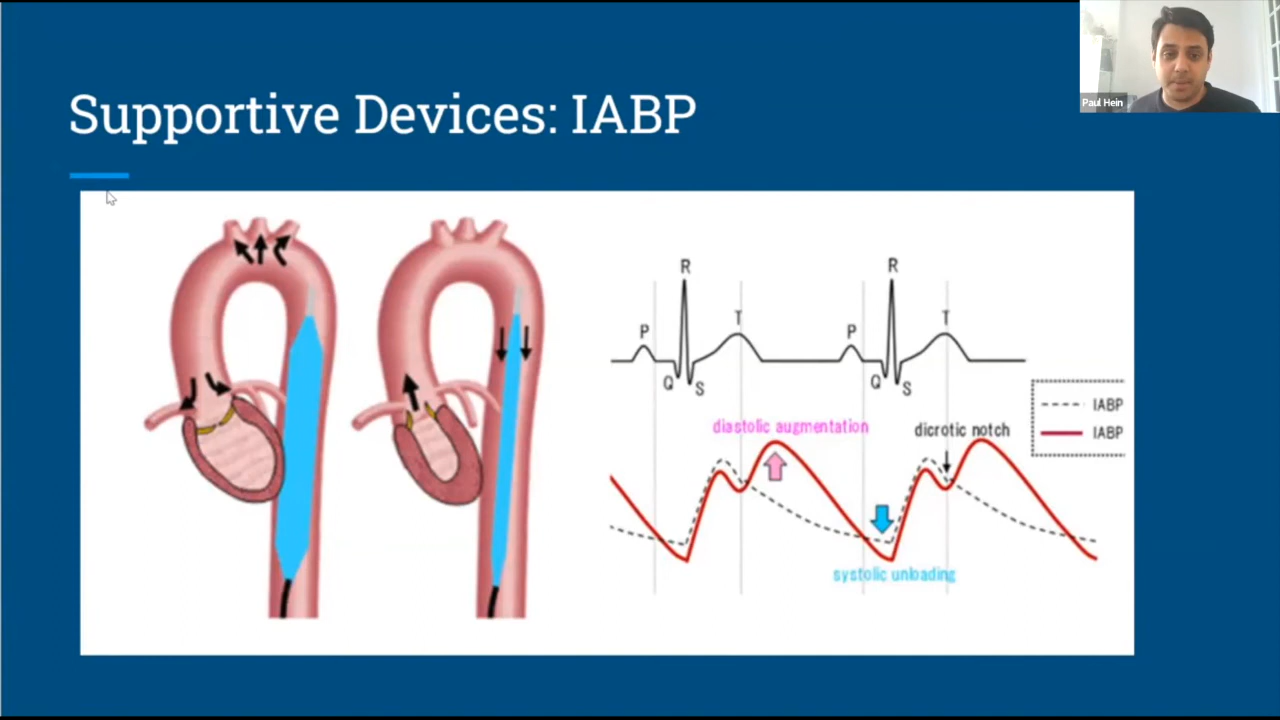 Supportive Devices: IABP
Paul Hein
R
R
P
T
P
T
Q
S
Q
S
IABP
IABP
diastolic augmentation
dicrotic notch
systolic unloading